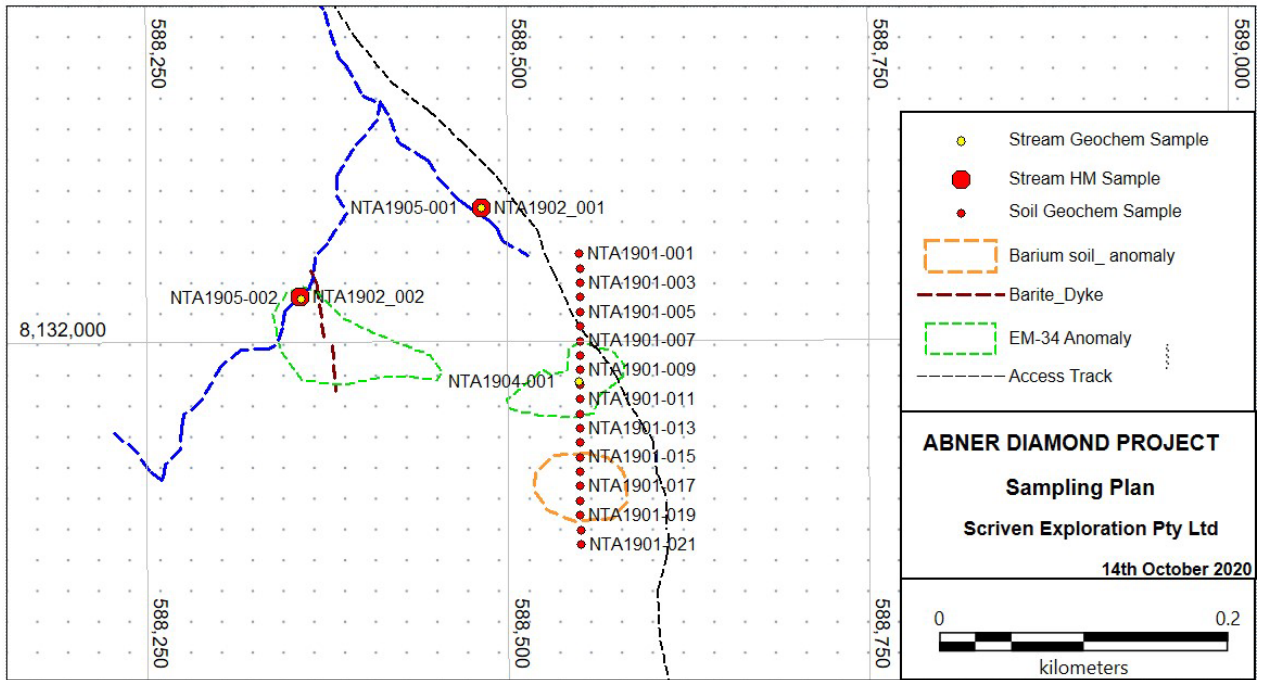 588,250
588,500
588,750
589,000
Stream Geochem Sample
Stream HM Sample
Soil Geochem Sample
Barium soil_ anomaly
Barite_Dyke
EM-34 Anomaly
Access Track
NTA1905-001
NTA1902_001
NTA1901-001
NTA1901-003
NTA1905-002
NTA1902_002
NTA1901-005
8,132,000
NTA1901-007
NTA1901-009
NTA1904-001
NTA1901-011
NTA1901-013
NTA1901-015
NTA1901-017
NTA1901-019
NTA1901-021
ABNER DIAMOND PROJECT
Sampling Plan
Scriven Exploration Pty Ltd
14th October 2020
588,250
588,500
588,750
0
0.2
kilometers